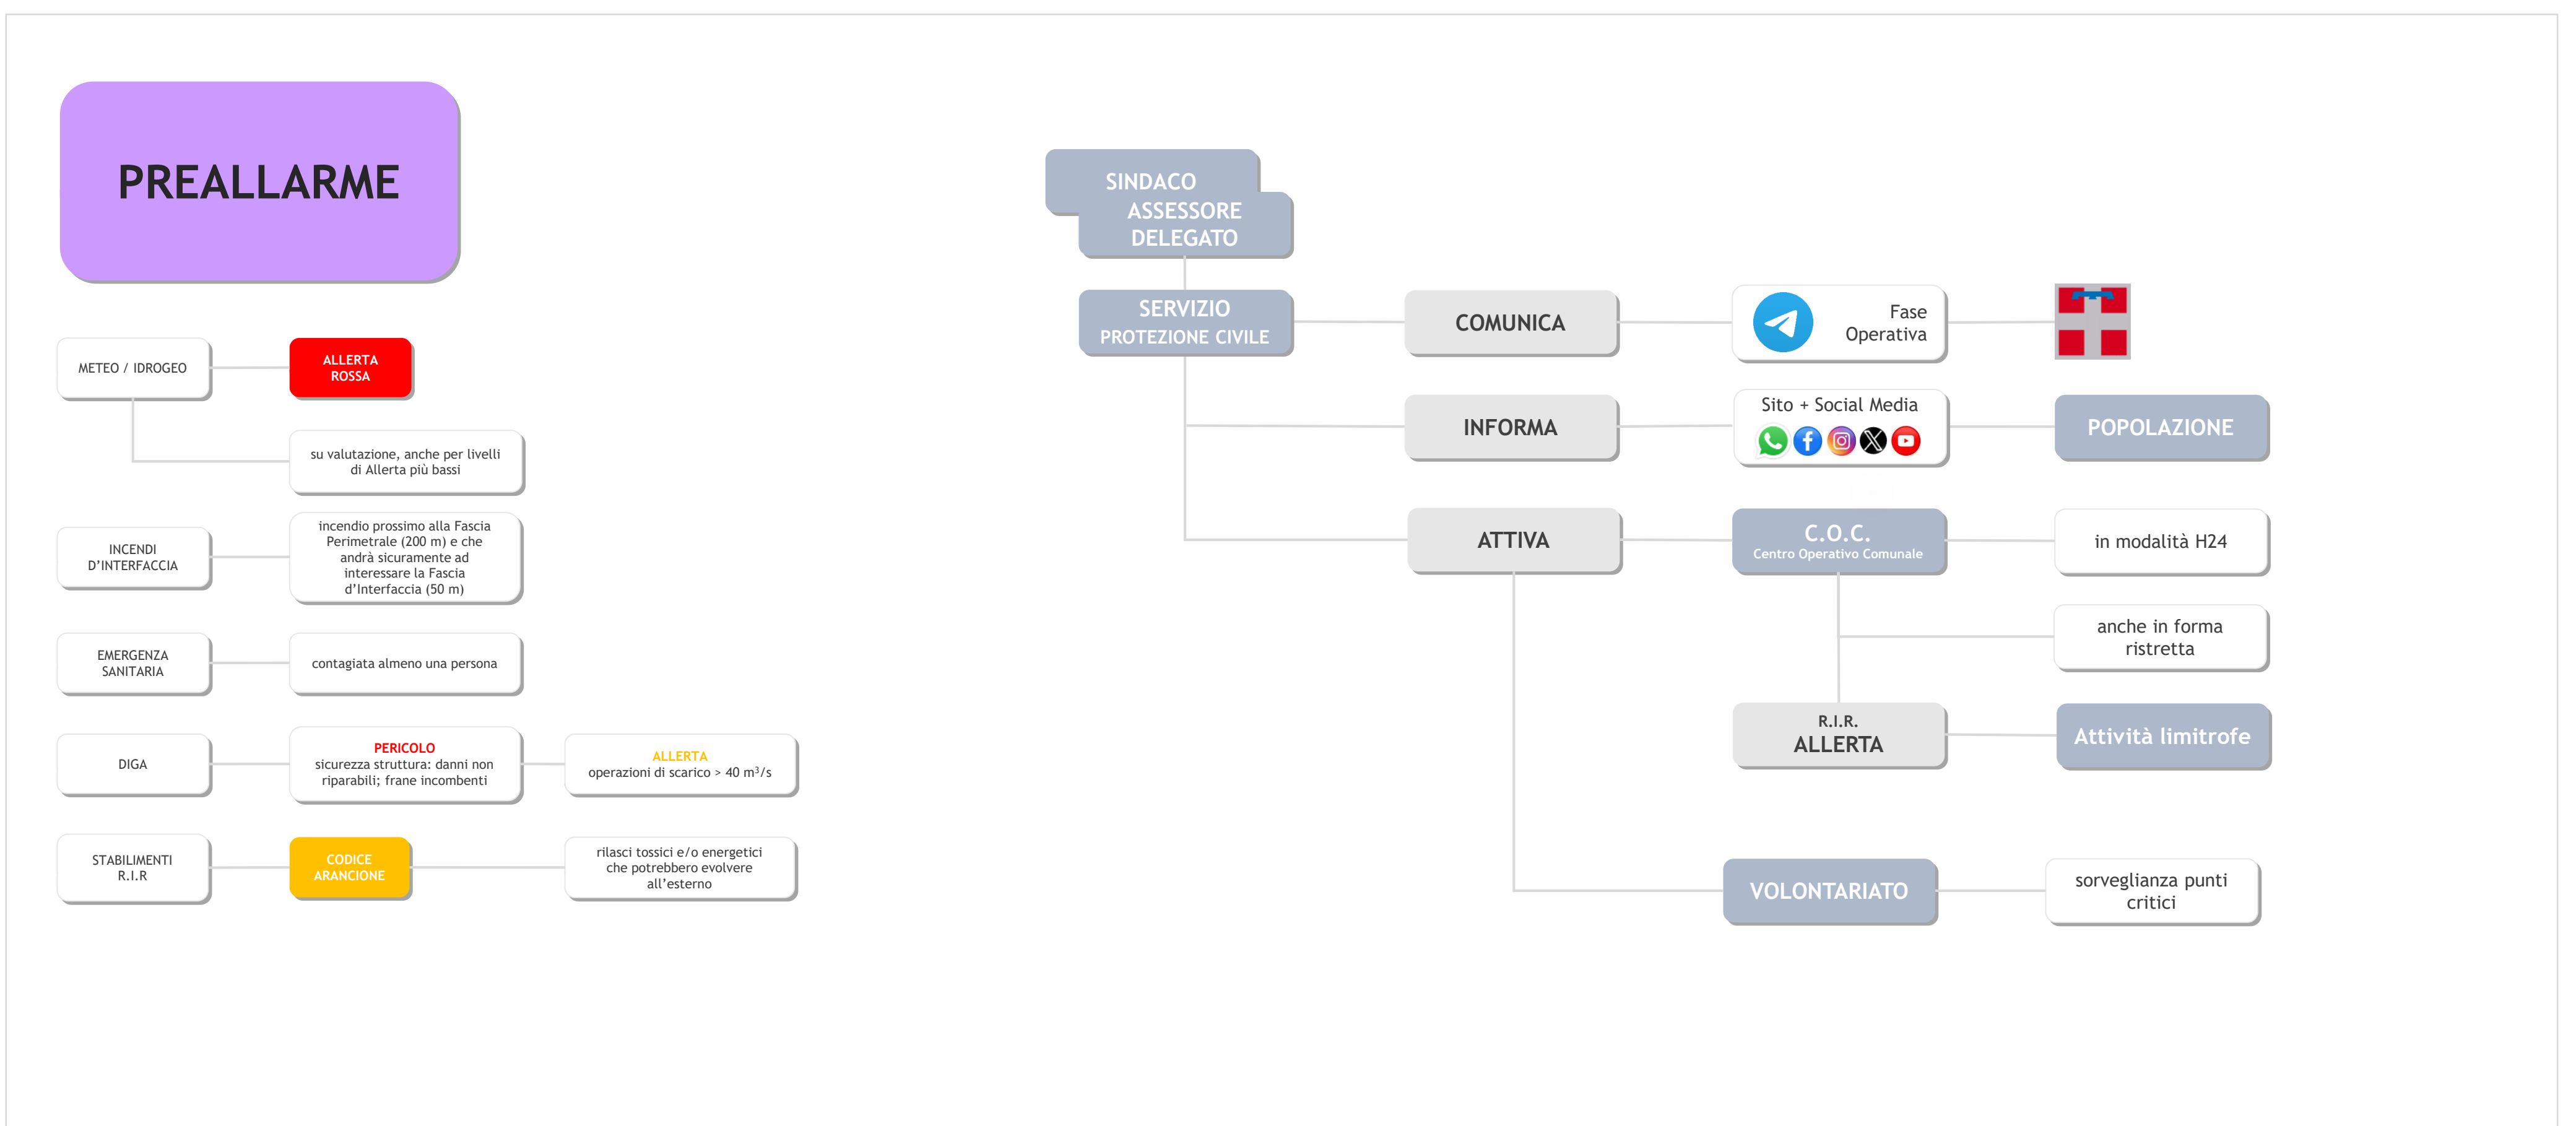 PREALLARME
METEO / IDROGEO
ALLERTA
ROSSA
su valutazione, anche per livelli
di Allerta più bassi
INCENDI
D’INTERFACCIA
incendio prossimo alla Fascia
Perimetrale (200 m) e che
andrà sicuramente ad
interessare la Fascia
d’Interfaccia (50 m)
EMERGENZA
SANITARIA
contagiata almeno una persona
DIGA
PERICOLO
sicurezza struttura: danni non
riparabili; frane incombenti
ALLERTA
operazioni di scarico > 40 m³/s
STABILIMENTI
R.I.R
CODICE
ARANCIONE
rilasci tossici e/o energetici
che potrebbero evolvere
all’esterno
SINDACO
ASSESSORE
DELEGATO
SERVIZIO
PROTEZIONE CIVILE
COMUNICA
Fase
Operativa
INFORMA
Sito + Social Media
POPOLAZIONE
ATTIVA
C.O.C.
Centro Operativo Comunale
in modalità H24
anche in forma
ristretta
R.I.R.
ALLERTA
Attività limitrofe
VOLONTARIATO
sorveglianza punti
critici